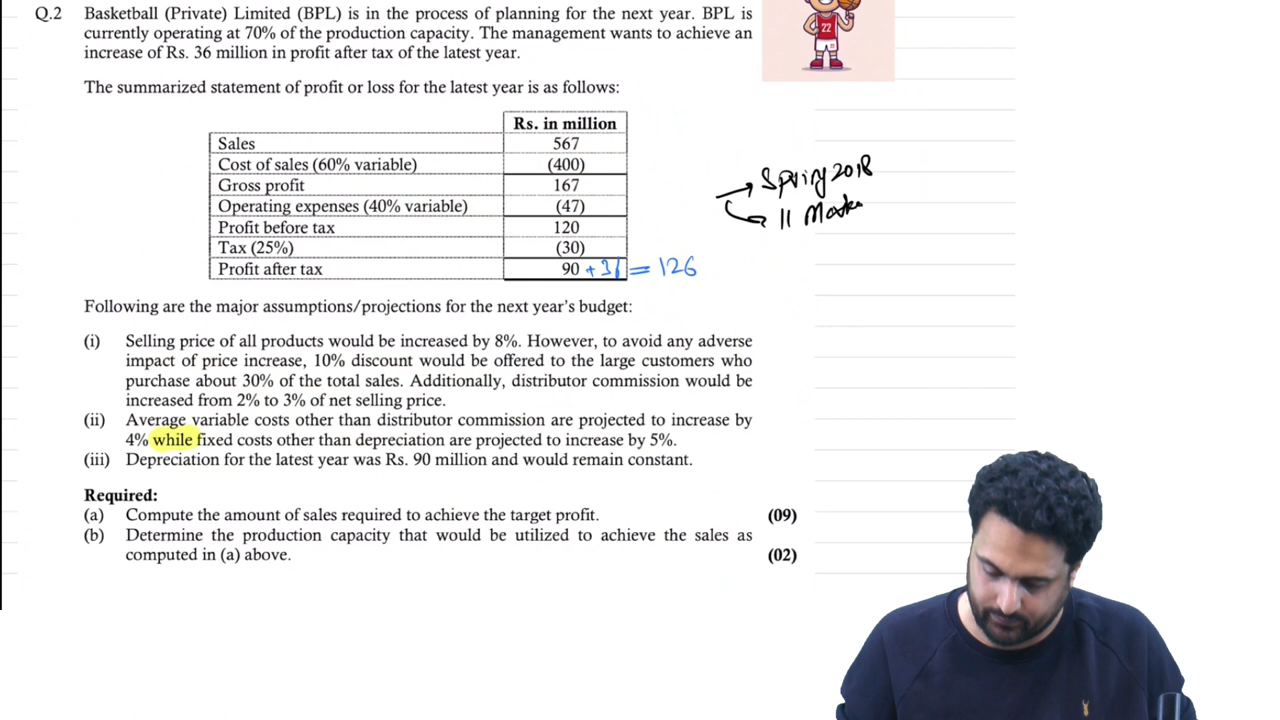 22
Q.2 Basketball (Private) Limited (BPL) is in the process of planning for the next year. BPL is
currently operating at 70% of the production capacity. The management wants to achieve an
increase of Rs. 36 million in profit after tax of the latest year.
The summarized statement of profit or loss for the latest year is as follows:
Rs. in million
Sales 567
Cost of sales (60% variable) (400)
Gross profit 167
Operating expenses (40% variable) (47)
Profit before tax 120
Tax (25%) (30)
Profit after tax 90 + 36 = 126
Spring 2018
11 Marks
Following are the major assumptions/projections for the next year's budget:
(i) Selling price of all products would be increased by 8%. However, to avoid any adverse
impact of price increase, 10% discount would be offered to the large customers who
purchase about 30% of the total sales. Additionally, distributor commission would be
increased from 2% to 3% of net selling price.
(ii) Average variable costs other than distributor commission are projected to increase by
4% while fixed costs other than depreciation are projected to increase by 5%.
(iii) Depreciation for the latest year was Rs. 90 million and would remain constant.
Required:
(a) Compute the amount of sales required to achieve the target profit. (09)
(b) Determine the production capacity that would be utilized to achieve the sales as
computed in (a) above. (02)